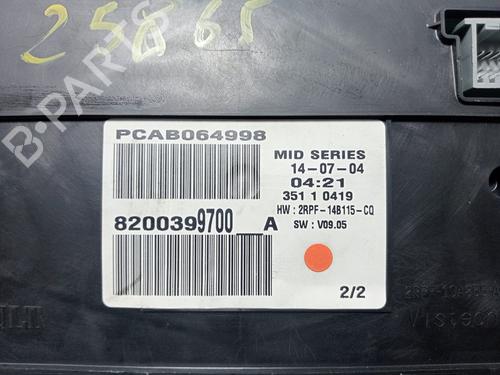 25865
B-PARTS
PCAB064998
MID SERIES
14-07-04
04:21
351 1 0419
HW : 2RPF-14B115-CQ
SW : V09.05
8200399700__A
2/2
Visteon